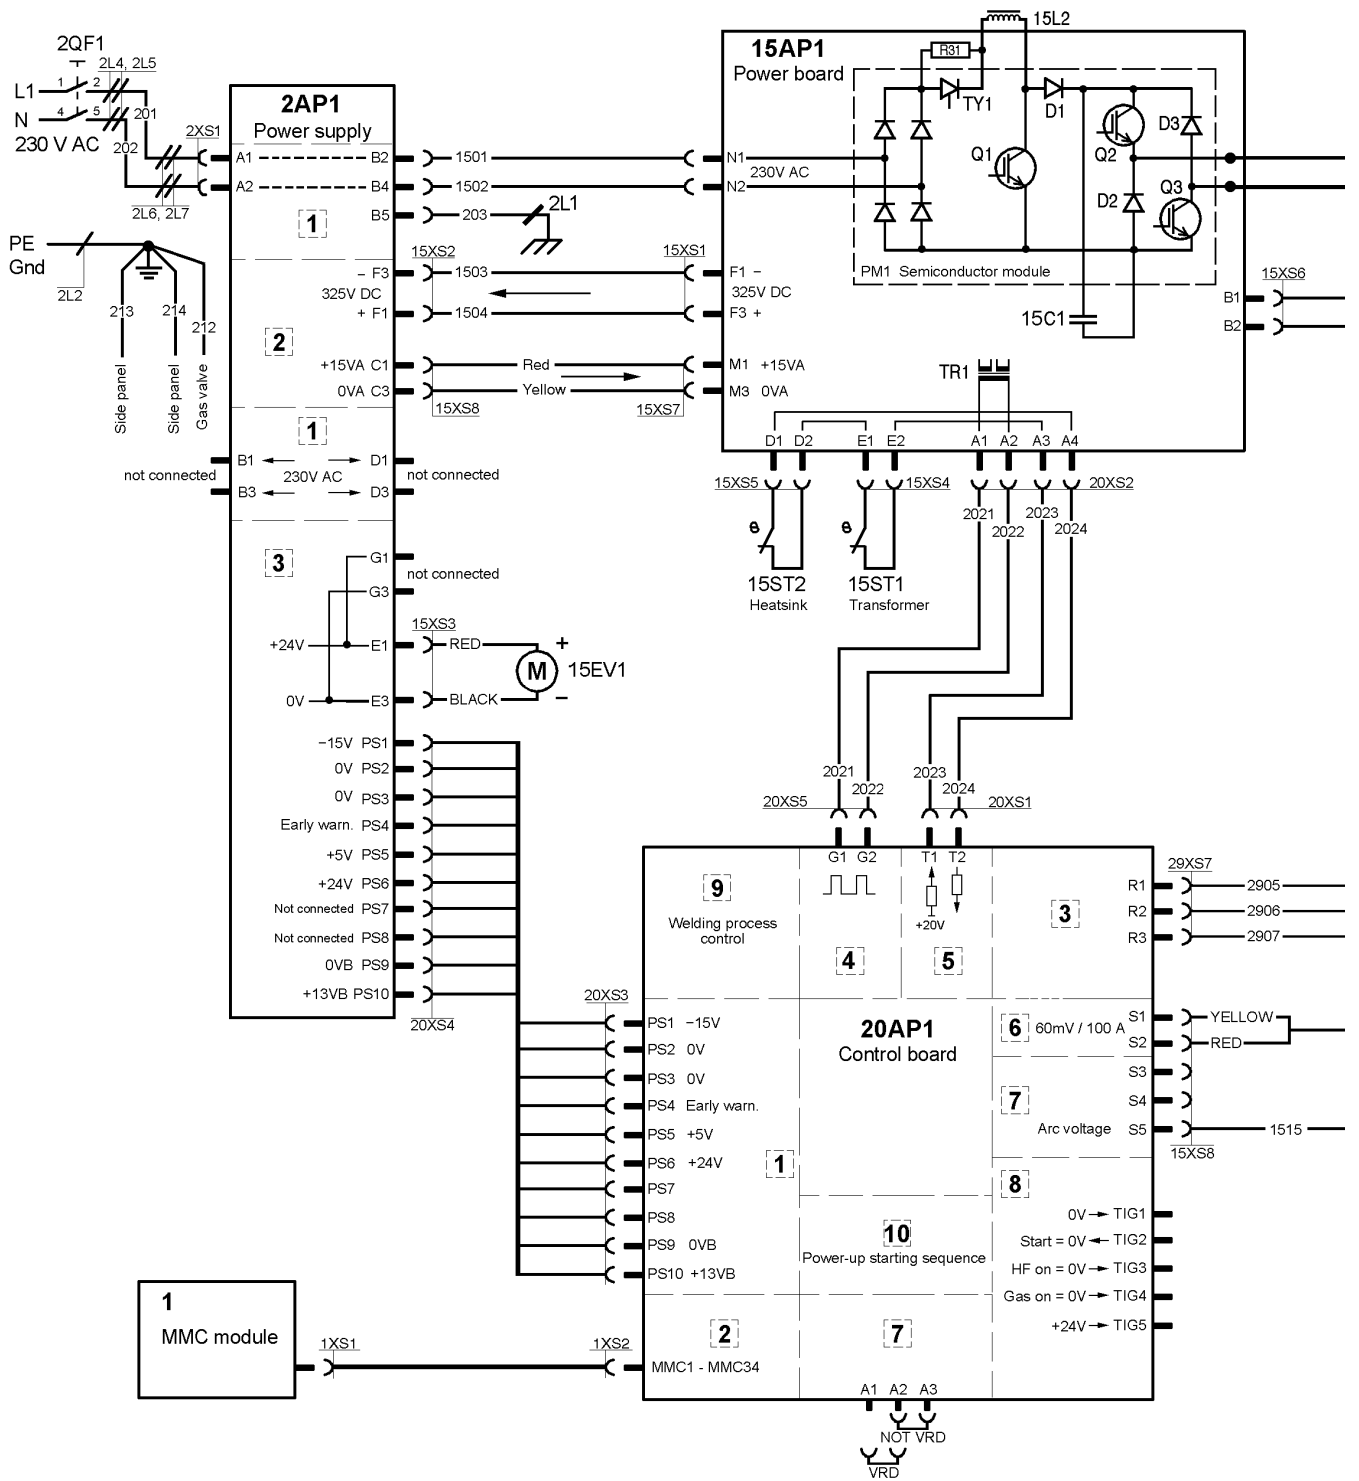 15L2
2QF1
15AP1
Power board
R31
2L4, 2L5
TY1
D1
L1
1
2
N
4
5
201
202
230 V AC
2XS1
2AP1
Power supply
Q1
Q2
D3
D2
Q3
A1
B2
1501
N1
230V AC
A2
B4
1502
N2
2L6, 2L7
1
B5
203
2L1
PE
Gnd
2L2
15XS2
15XS1
PM1 Semiconductor module
15XS6
− F3
1503
F1 −
325V DC
325V DC
+ F1
1504
F3 +
B1
B2
15C1
213
214
212
2
Side panel
Side panel
Gas valve
+15VA C1
Red
M1 +15VA
0VA C3
Yellow
M3 0VA
15XS8
15XS7
TR1
1
D1
D2
E1
E2
A1
A2
A3
A4
not connected
B1
230V AC
D1
not connected
B3
D3
15XS5
15XS4
20XS2
2021
2022
2023
2024
θ
θ
15ST2
Heatsink
15ST1
Transformer
3
G1
not connected
G3
15XS3
+24V
E1
RED
+
M
15EV1
0V
E3
BLACK
−
−15V PS1
0V PS2
0V PS3
Early warn. PS4
+5V PS5
+24V PS6
Not connected PS7
Not connected PS8
0VB PS9
+13VB PS10
20XS4
2021
2022
2023
2024
20XS5
20XS1
G1
G2
T1
T2
+20V
9
Welding process
control
4
5
3
29XS7
R1
2905
R2
2906
R3
2907
20XS3
20AP1
Control board
6
60mV / 100 A
S1
YELLOW
S2
RED
S3
7
S4
Arc voltage
S5
1515
15XS8
PS1 −15V
PS2 0V
PS3 0V
PS4 Early warn.
PS5 +5V
PS6 +24V
PS7
PS8
PS9 0VB
PS10 +13VB
1
8
10
Power-up starting sequence
0V
TIG1
Start = 0V
TIG2
HF on = 0V
TIG3
Gas on = 0V
TIG4
+24V
TIG5
1
MMC module
1XS1
1XS2
2
MMC1 - MMC34
7
A1
A2
A3
NOT VRD
VRD